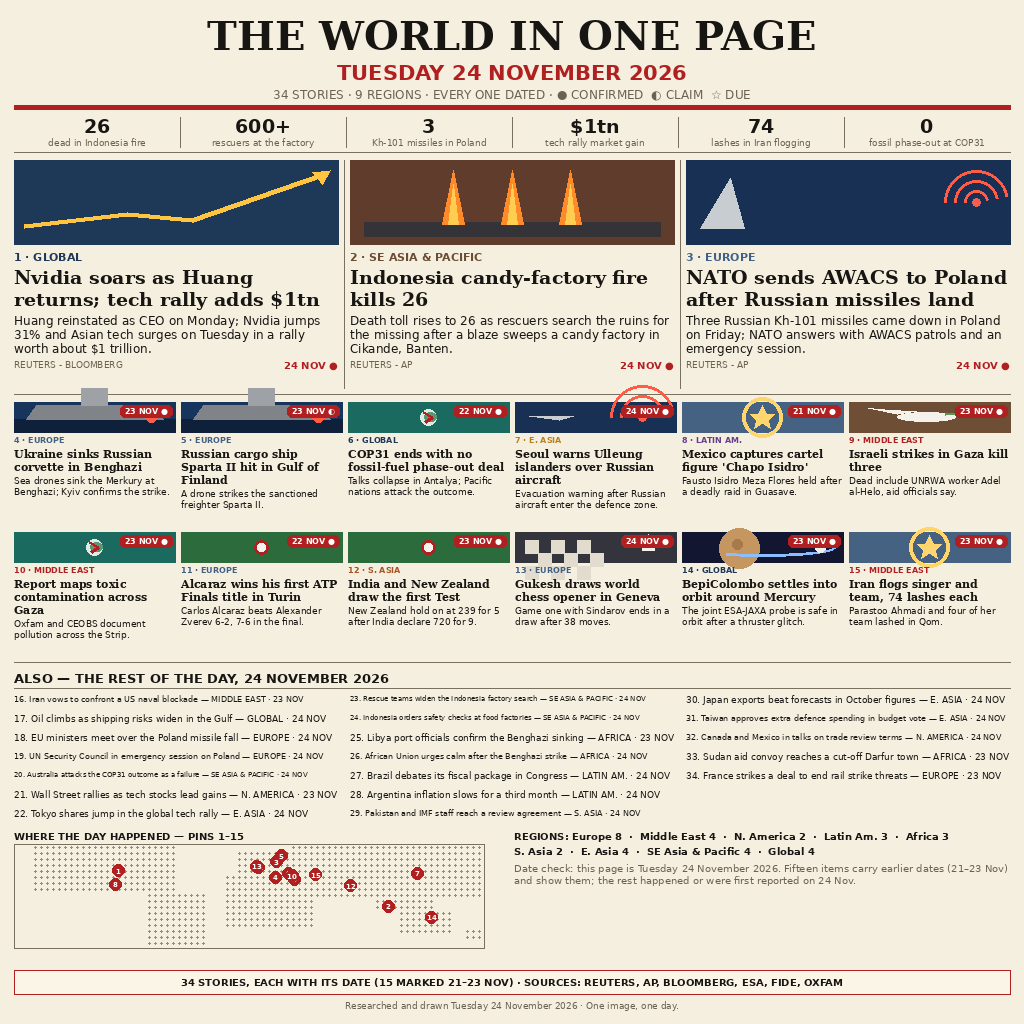 THE WORLD IN ONE PAGE
TUESDAY 24 NOVEMBER 2026
34 STORIES · 9 REGIONS · EVERY ONE DATED · ● CONFIRMED ◐ CLAIM ☆ DUE
26
dead in Indonesia fire
600+
rescuers at the factory
3
Kh-101 missiles in Poland
$1tn
tech rally market gain
74
lashes in Iran flogging
0
fossil phase-out at COP31
1 · GLOBAL
Nvidia soars as Huang
returns; tech rally adds $1tn
Huang reinstated as CEO on Monday; Nvidia jumps
31% and Asian tech surges on Tuesday in a rally
worth about $1 trillion.
REUTERS - BLOOMBERG
24 NOV ●
2 · SE ASIA & PACIFIC
Indonesia candy-factory fire
kills 26
Death toll rises to 26 as rescuers search the ruins for
the missing after a blaze sweeps a candy factory in
Cikande, Banten.
REUTERS - AP
24 NOV ●
3 · EUROPE
NATO sends AWACS to Poland
after Russian missiles land
Three Russian Kh-101 missiles came down in Poland
on Friday; NATO answers with AWACS patrols and an
emergency session.
REUTERS - AP
24 NOV ●
23 NOV ●
4 · EUROPE
Ukraine sinks Russian
corvette in Benghazi
Sea drones sink the Merkury at
Benghazi; Kyiv confirms the strike.
23 NOV ◐
5 · EUROPE
Russian cargo ship
Sparta II hit in Gulf of
Finland
A drone strikes the sanctioned
freighter Sparta II.
22 NOV ●
6 · GLOBAL
COP31 ends with no
fossil-fuel phase-out deal
Talks collapse in Antalya; Pacific
nations attack the outcome.
24 NOV ●
7 · E. ASIA
Seoul warns Ulleung
islanders over Russian
aircraft
Evacuation warning after Russian
aircraft enter the defence zone.
21 NOV ●
8 · LATIN AM.
Mexico captures cartel
figure 'Chapo Isidro'
Fausto Isidro Meza Flores held after
a deadly raid in Guasave.
23 NOV ●
9 · MIDDLE EAST
Israeli strikes in Gaza kill
three
Dead include UNRWA worker Adel
al-Helo, aid officials say.
23 NOV ●
10 · MIDDLE EAST
Report maps toxic
contamination across
Gaza
Oxfam and CEOBS document
pollution across the Strip.
22 NOV ●
11 · EUROPE
Alcaraz wins his first ATP
Finals title in Turin
Carlos Alcaraz beats Alexander
Zverev 6-2, 7-6 in the final.
23 NOV ●
12 · S. ASIA
India and New Zealand
draw the first Test
New Zealand hold on at 239 for 5
after India declare 720 for 9.
24 NOV ●
13 · EUROPE
Gukesh draws world
chess opener in Geneva
Game one with Sindarov ends in a
draw after 38 moves.
23 NOV ●
14 · GLOBAL
BepiColombo settles into
orbit around Mercury
The joint ESA-JAXA probe is safe in
orbit after a thruster glitch.
23 NOV ●
15 · MIDDLE EAST
Iran flogs singer and
team, 74 lashes each
Parastoo Ahmadi and four of her
team lashed in Qom.
ALSO — THE REST OF THE DAY, 24 NOVEMBER 2026
16. Iran vows to confront a US naval blockade — MIDDLE EAST · 23 NOV
17. Oil climbs as shipping risks widen in the Gulf — GLOBAL · 24 NOV
18. EU ministers meet over the Poland missile fall — EUROPE · 24 NOV
19. UN Security Council in emergency session on Poland — EUROPE · 24 NOV
20. Australia attacks the COP31 outcome as a failure — SE ASIA & PACIFIC · 24 NOV
21. Wall Street rallies as tech stocks lead gains — N. AMERICA · 23 NOV
22. Tokyo shares jump in the global tech rally — E. ASIA · 24 NOV
23. Rescue teams widen the Indonesia factory search — SE ASIA & PACIFIC · 24 NOV
24. Indonesia orders safety checks at food factories — SE ASIA & PACIFIC · 24 NOV
25. Libya port officials confirm the Benghazi sinking — AFRICA · 23 NOV
26. African Union urges calm after the Benghazi strike — AFRICA · 24 NOV
27. Brazil debates its fiscal package in Congress — LATIN AM. · 24 NOV
28. Argentina inflation slows for a third month — LATIN AM. · 24 NOV
29. Pakistan and IMF staff reach a review agreement — S. ASIA · 24 NOV
30. Japan exports beat forecasts in October figures — E. ASIA · 24 NOV
31. Taiwan approves extra defence spending in budget vote — E. ASIA · 24 NOV
32. Canada and Mexico in talks on trade review terms — N. AMERICA · 24 NOV
33. Sudan aid convoy reaches a cut-off Darfur town — AFRICA · 23 NOV
34. France strikes a deal to end rail strike threats — EUROPE · 23 NOV
WHERE THE DAY HAPPENED — PINS 1–15
1
8
13
3
5
4
10
15
12
7
2
14
REGIONS: Europe 8 · Middle East 4 · N. America 2 · Latin Am. 3 · Africa 3
S. Asia 2 · E. Asia 4 · SE Asia & Pacific 4 · Global 4
Date check: this page is Tuesday 24 November 2026. Fifteen items carry earlier dates (21–23 Nov)
and show them; the rest happened or were first reported on 24 Nov.
34 STORIES, EACH WITH ITS DATE (15 MARKED 21–23 NOV) · SOURCES: REUTERS, AP, BLOOMBERG, ESA, FIDE, OXFAM
Researched and drawn Tuesday 24 November 2026 · One image, one day.